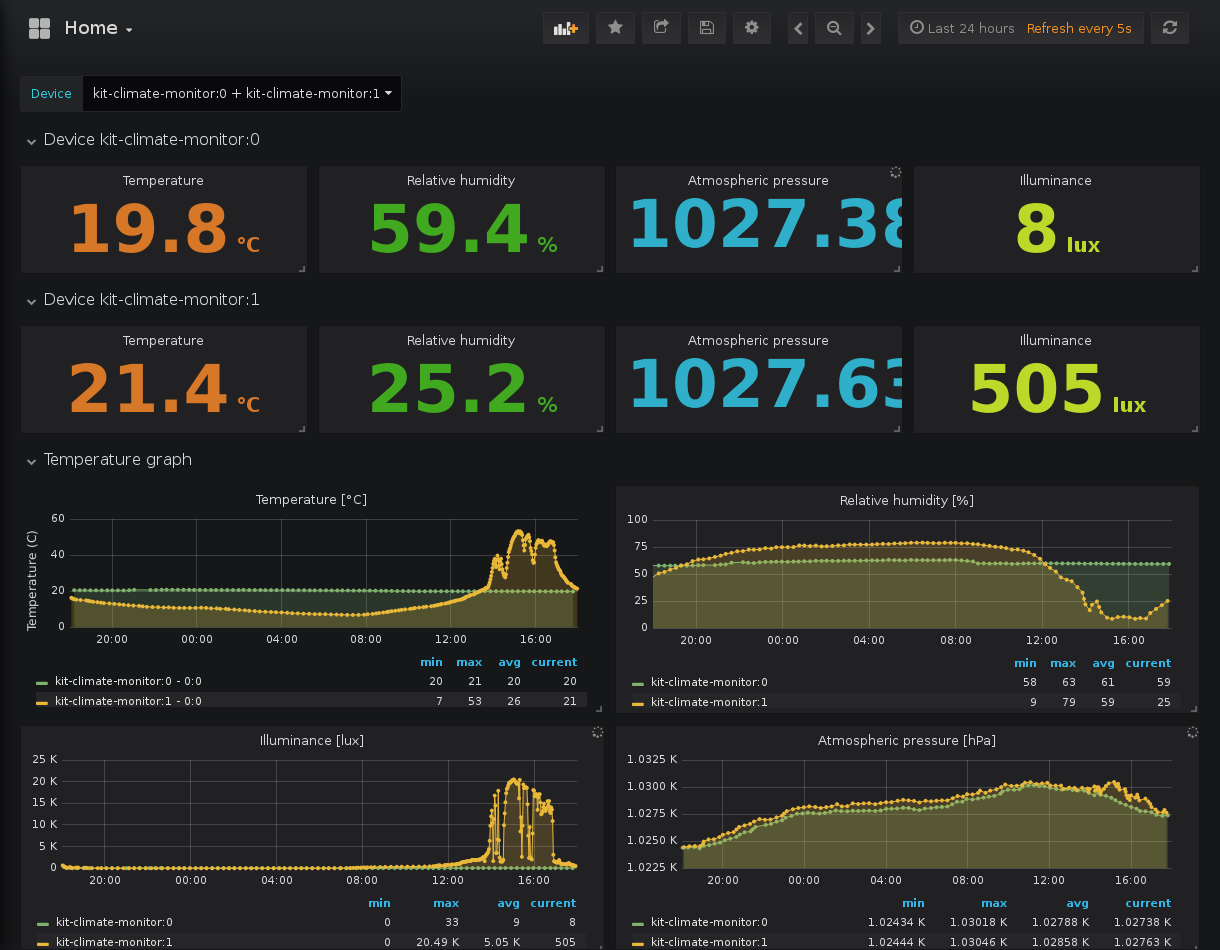 Home
Last 24 hours Refresh every 5s
Device kit-climate-monitor:0 + kit-climate-monitor:1
Device kit-climate-monitor:0
Temperature Relative humidity Atmospheric pressure Illuminance
19.8 °C 59.4 % 1027.38 8 lux
Device kit-climate-monitor:1
Temperature Relative humidity Atmospheric pressure Illuminance
21.4 °C 25.2 % 1027.63 505 lux
Temperature graph
Temperature [°C]
Temperature (C)
60
40
20
0
20:00 00:00 04:00 08:00 12:00 16:00
min max avg current
kit-climate-monitor:0 - 0:0 20 21 20 20
kit-climate-monitor:1 - 0:0 7 53 26 21
Relative humidity [%]
100
75
50
25
0
20:00 00:00 04:00 08:00 12:00 16:00
min max avg current
kit-climate-monitor:0 58 63 61 59
kit-climate-monitor:1 9 79 59 25
Illuminance [lux]
25 K
20 K
15 K
10 K
5 K
0
20:00 00:00 04:00 08:00 12:00 16:00
min max avg current
kit-climate-monitor:0 0 33 9 8
kit-climate-monitor:1 0 20.49 K 5.05 K 505
Atmospheric pressure [hPa]
1.0325 K
1.0300 K
1.0275 K
1.0250 K
1.0225 K
20:00 00:00 04:00 08:00 12:00 16:00
min max avg current
kit-climate-monitor:0 1.02434 K 1.03018 K 1.02788 K 1.02738 K
kit-climate-monitor:1 1.02444 K 1.03046 K 1.02858 K 1.02763 K